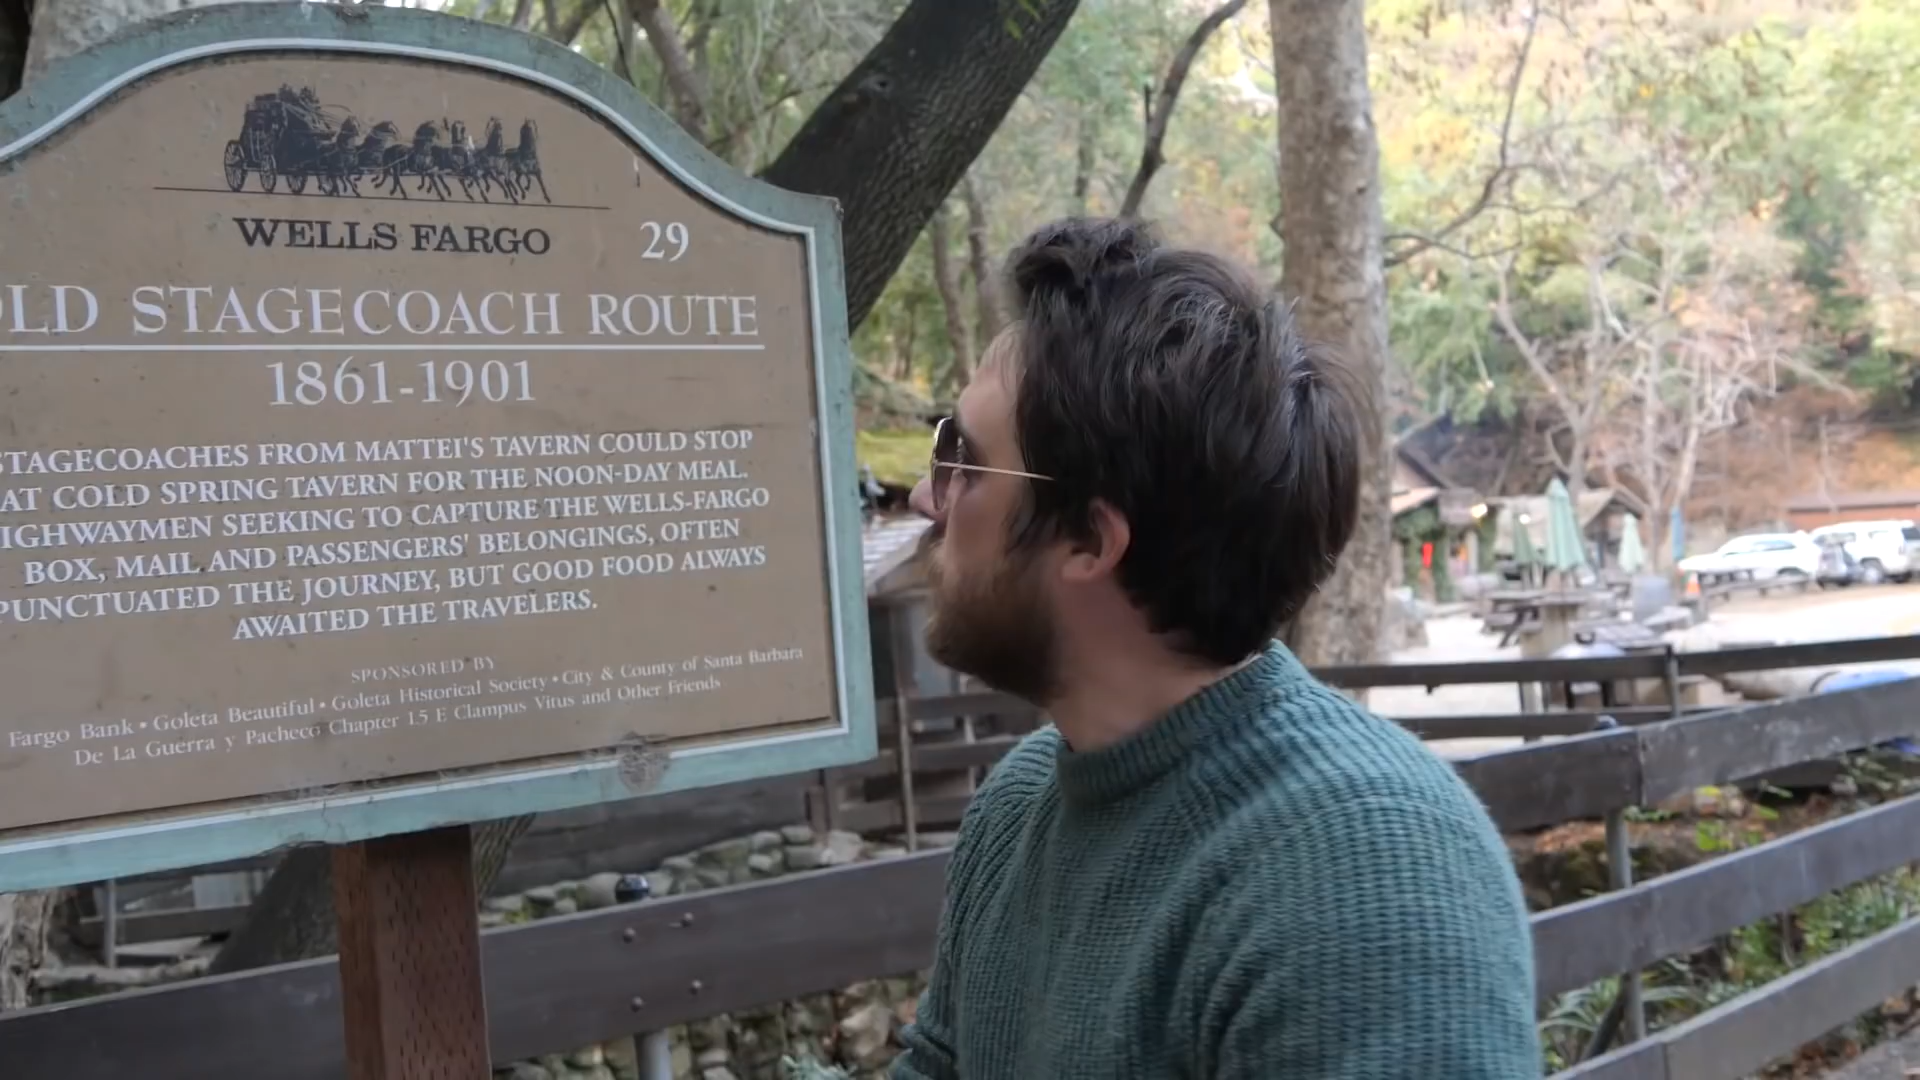 WELLS FARGO
29
OLD STAGECOACH ROUTE
1861-1901
STAGECOACHES FROM MATTEI'S TAVERN COULD STOP
AT COLD SPRING TAVERN FOR THE NOON-DAY MEAL.
IGHWAYMEN SEEKING TO CAPTURE THE WELLS-FARGO
BOX, MAIL AND PASSENGERS' BELONGINGS, OFTEN
PUNCTUATED THE JOURNEY, BUT GOOD FOOD ALWAYS
AWAITED THE TRAVELERS.
SPONSORED BY
Fargo Bank • Goleta Beautiful • Goleta Historical Society • City & County of Santa Barbara
De La Guerra y Pacheco Chapter 1.5 E Clampus Vitus and Other Friends